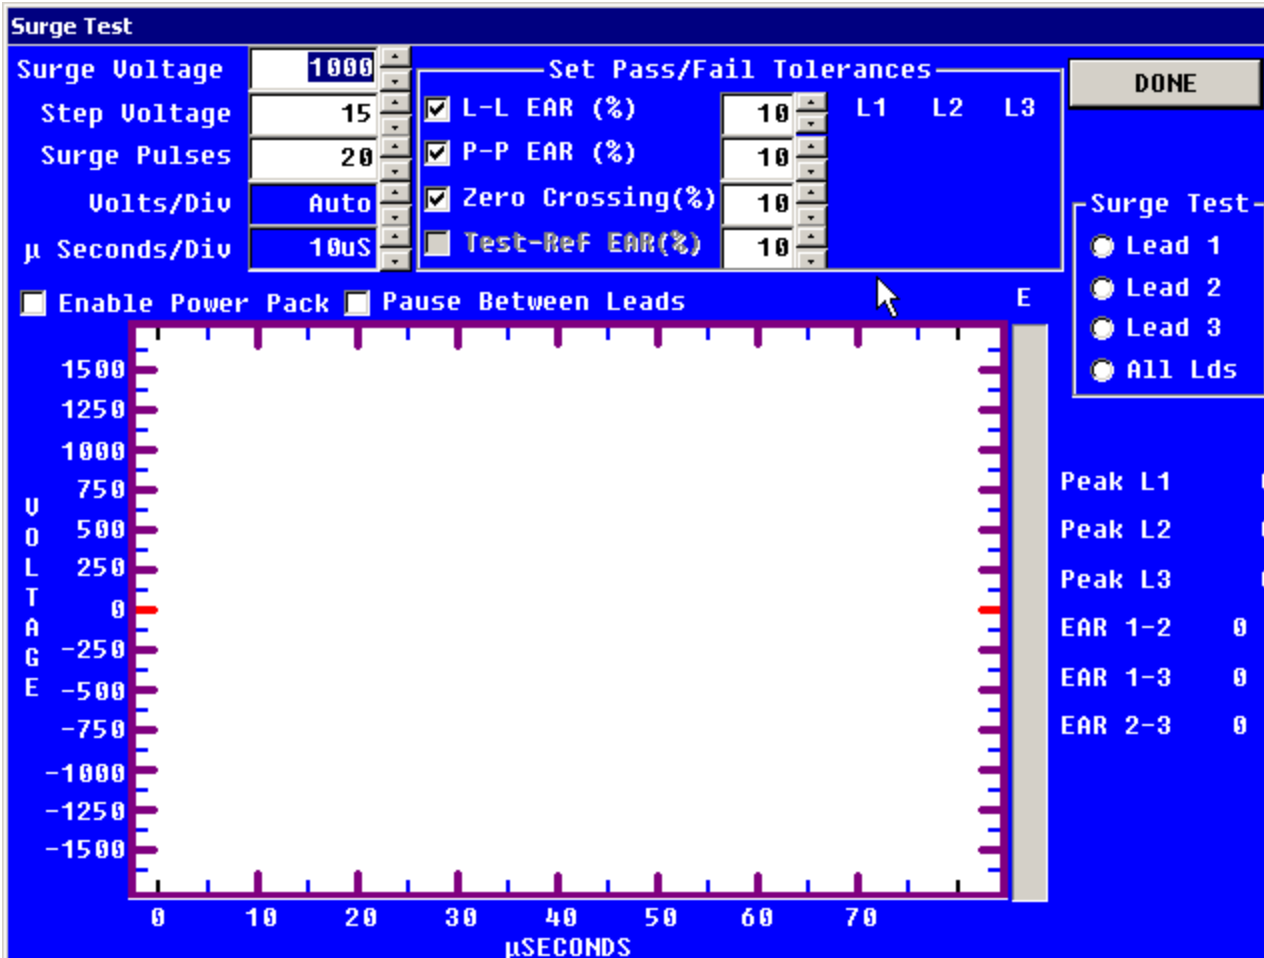 Surge Test
Surge Voltage 1000
Step Voltage 15
Surge Pulses 20
Volts/Div Auto
µ Seconds/Div 10uS
Set Pass/Fail Tolerances
L-L EAR (%) 10 L1 L2 L3
P-P EAR (%) 10
Zero Crossing(%) 10
Test-Ref EAR(%) 10
DONE
Surge Test
Lead 1
Lead 2
Lead 3
All Lds
Enable Power Pack Pause Between Leads
E
VOLTAGE
1500
1250
1000
750
500
250
0
-250
-500
-750
-1000
-1250
-1500
0 10 20 30 40 50 60 70
µSECONDS
Peak L1
Peak L2
Peak L3
EAR 1-2 0
EAR 1-3 0
EAR 2-3 0